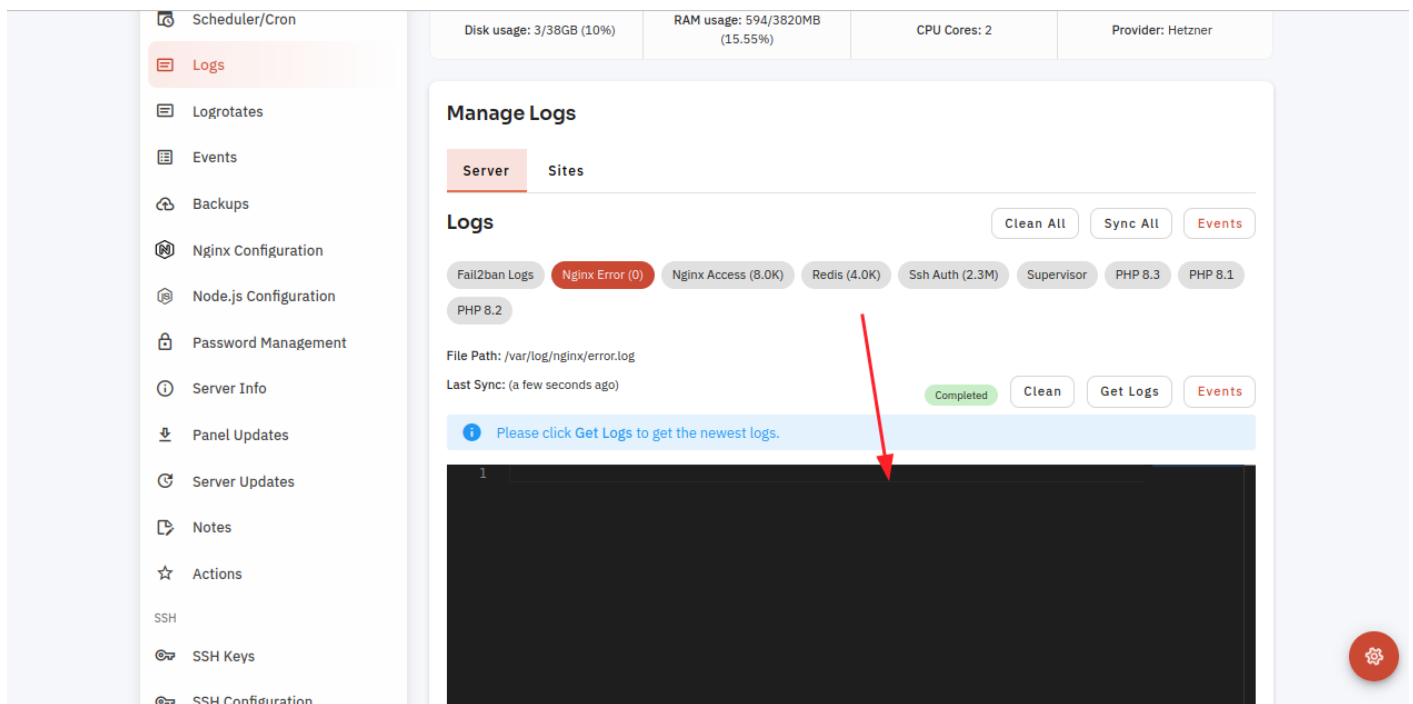 Scheduler/Cron
Logs
Logrotates
Events
Backups
Nginx Configuration
Node.js Configuration
Password Management
Server Info
Panel Updates
Server Updates
Notes
Actions
SSH
SSH Keys
SSH Configuration
Disk usage: 3/38GB (10%)
RAM usage: 594/3820MB
(15.55%)
CPU Cores: 2
Provider: Hetzner
Manage Logs
Server Sites
Logs
Clean All Sync All Events
Fail2ban Logs Nginx Error (0) Nginx Access (8.0K) Redis (4.0K) Ssh Auth (2.3M) Supervisor PHP 8.3 PHP 8.1
PHP 8.2
File Path: /var/log/nginx/error.log
Last Sync: (a few seconds ago)
Completed Clean Get Logs Events
Please click Get Logs to get the newest logs.
1